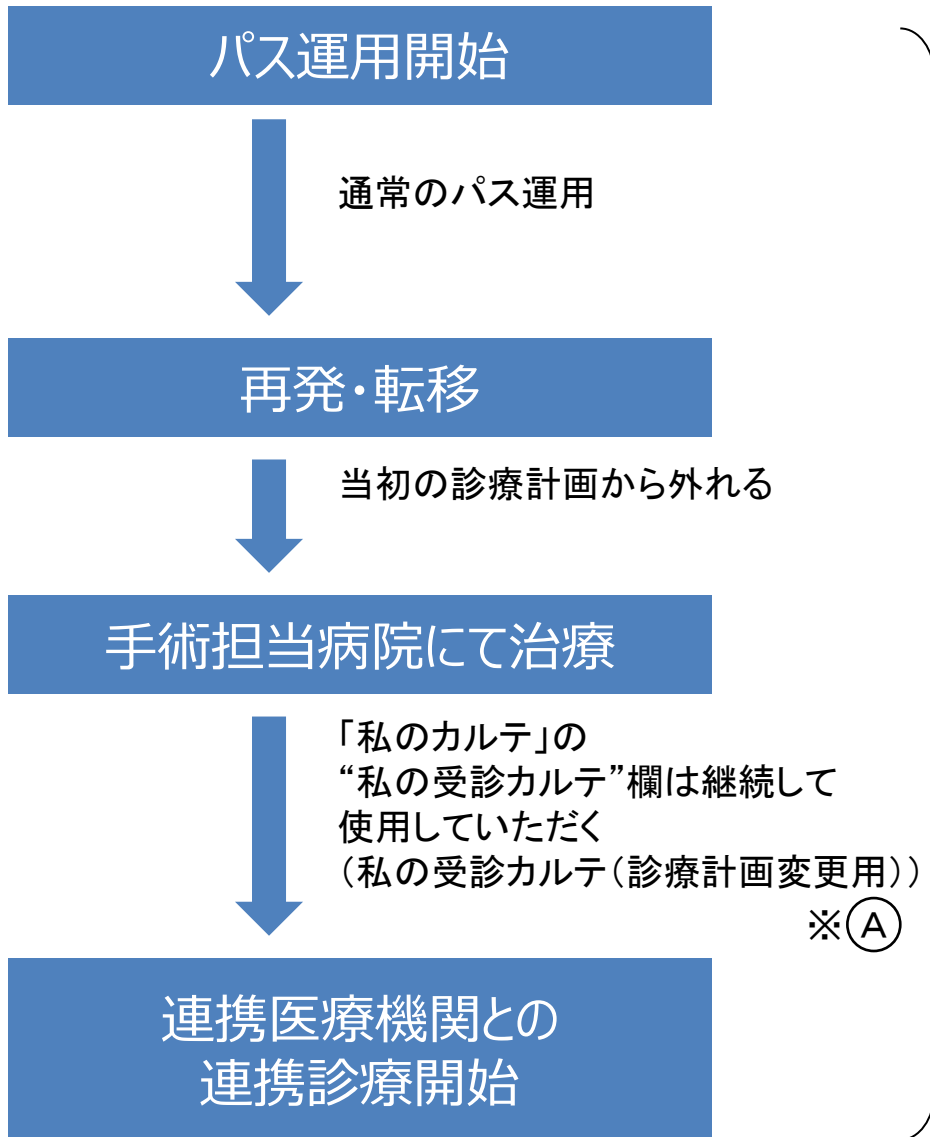 パス運用開始
通常のパス運用
再発・転移
当初の診療計画から外れる
手術担当病院にて治療
「私のカルテ」の
“私の受診カルテ”欄は継続して
使用していただく
（私の受診カルテ（診療計画変更用））
※Ⓐ
連携医療機関との
連携診療開始